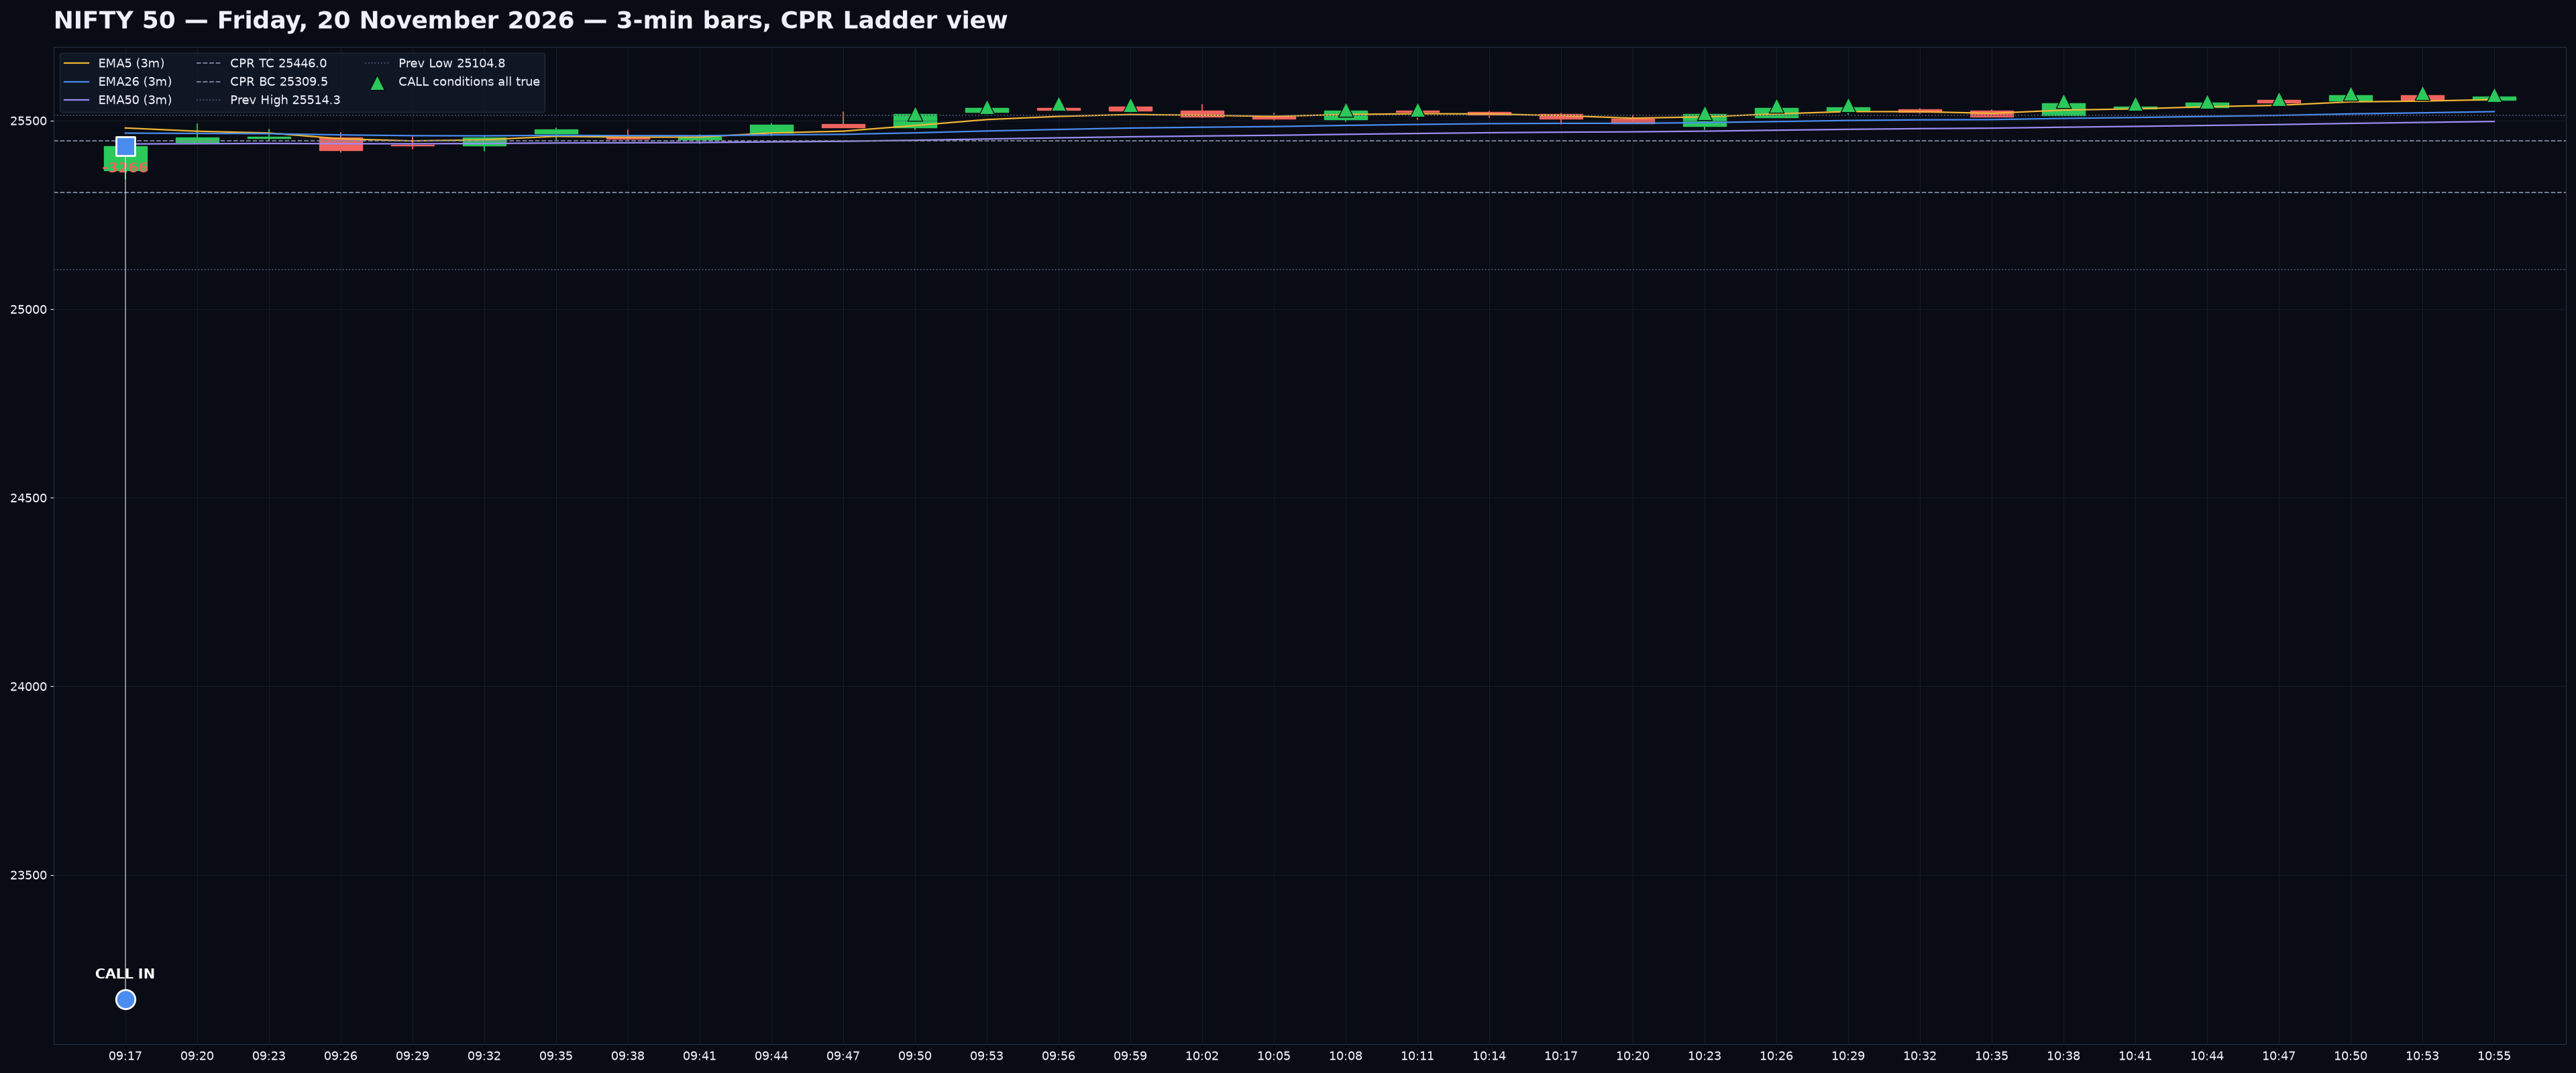 NIFTY 50 — Friday, 20 November 2026 — 3-min bars, CPR Ladder view
EMA5 (3m)
EMA26 (3m)
EMA50 (3m)
CPR TC 25446.0
CPR BC 25309.5
Prev High 25514.3
Prev Low 25104.8
CALL conditions all true
25500
25000
24500
24000
23500
CALL IN
09:17 09:20 09:23 09:26 09:29 09:32 09:35 09:38 09:41 09:44 09:47 09:50 09:53 09:56 09:59 10:02 10:05 10:08 10:11 10:14 10:17 10:20 10:23 10:26 10:29 10:32 10:35 10:38 10:41 10:44 10:47 10:50 10:53 10:55